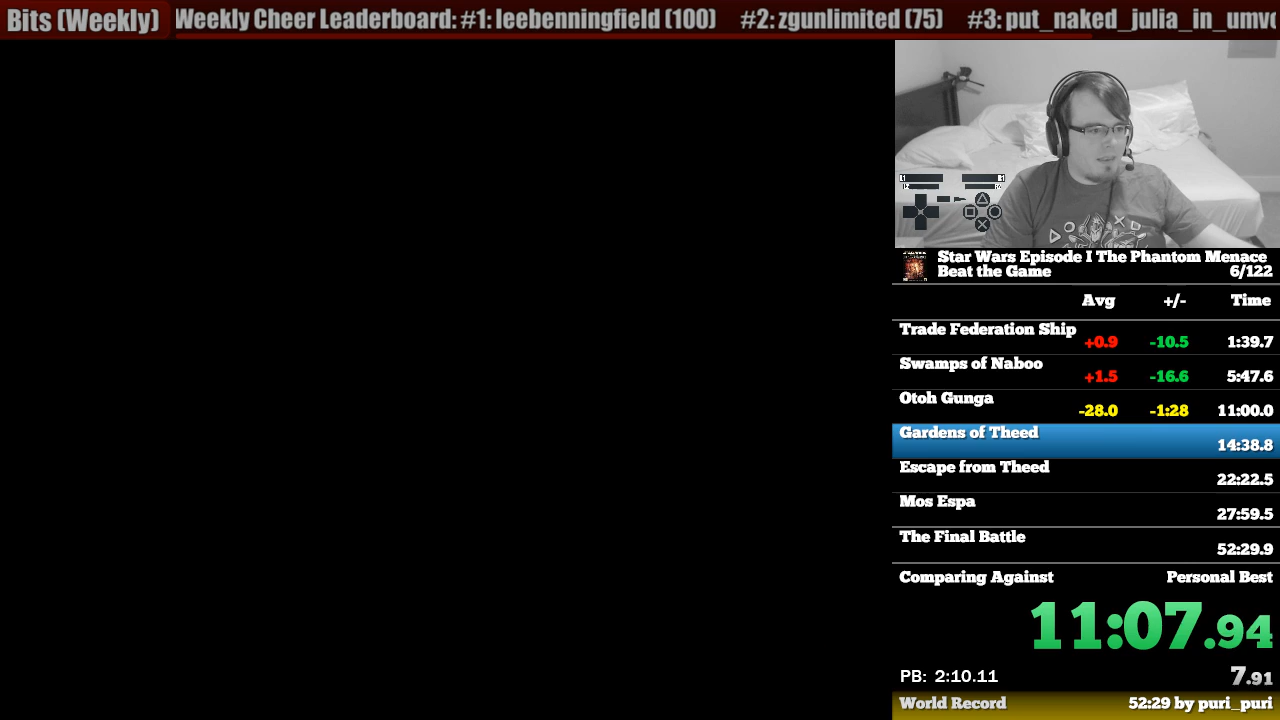 Bits (Weekly) Weekly Cheer Leaderboard: #1: leebenningfield (100) #2: zgunlimited (75) #3: put_naked_julia_in_umvc
Star Wars Episode I The Phantom Menace
Beat the Game 6/122
Avg +/- Time
Trade Federation Ship +0.9 -10.5 1:39.7
Swamps of Naboo +1.5 -16.6 5:47.6
Otoh Gunga -28.0 -1:28 11:00.0
Gardens of Theed 14:38.8
Escape from Theed 22:22.5
Mos Espa 27:59.5
The Final Battle 52:29.9
Comparing Against Personal Best
11:07.94
PB: 2:10.11 7.91
World Record 52:29 by puri_puri